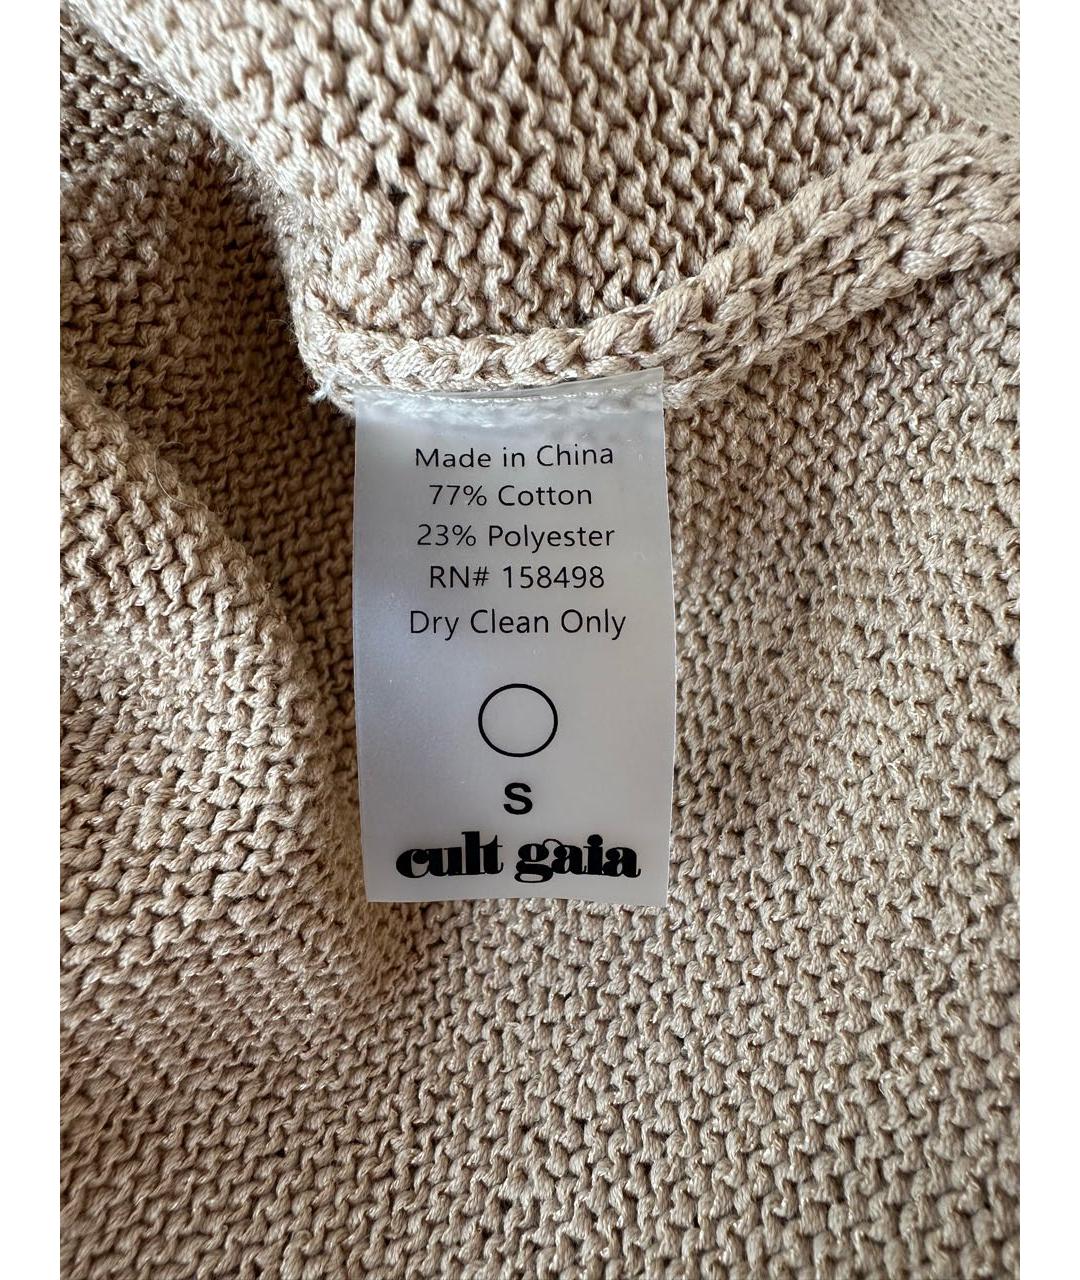 Made in China
77% Cotton
23% Polyester
RN# 158498
Dry Clean Only
S
cult gaia